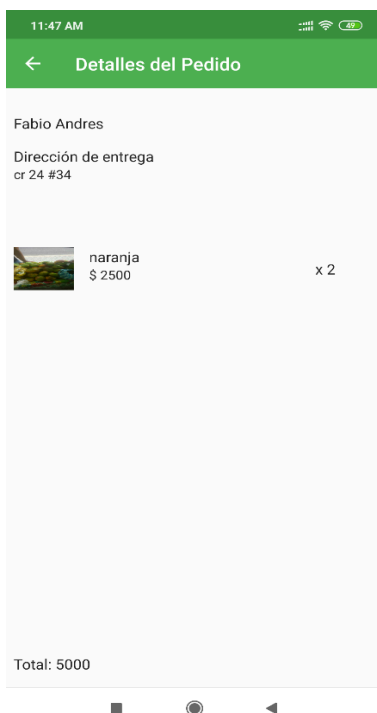 11:47 AM
49
Detalles del Pedido
Fabio Andres
Dirección de entrega
cr 24 #34
naranja
$ 2500
x 2
Total: 5000